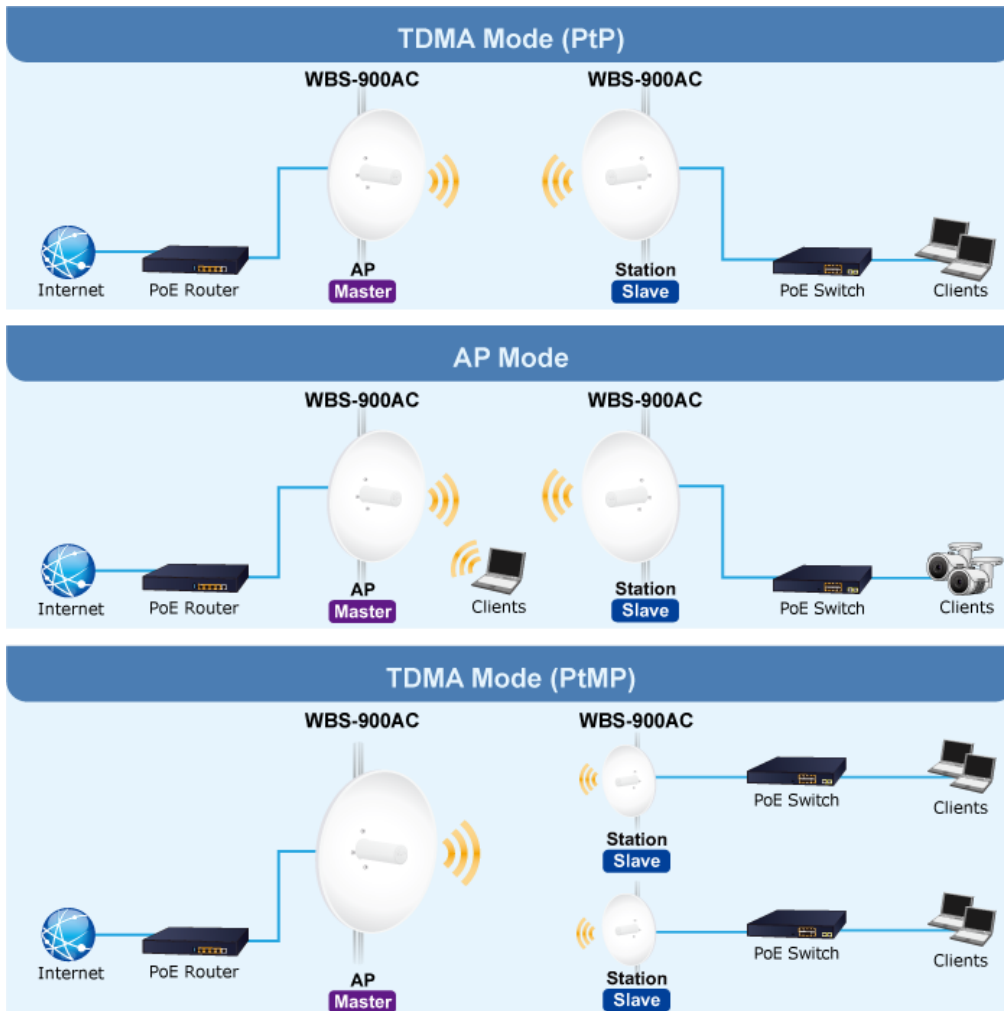 TDMA Mode (PtP)
WBS-900AC
WBS-900AC
Internet
PoE Router
AP
Master
Station
Slave
PoE Switch
Clients
AP Mode
WBS-900AC
WBS-900AC
Internet
PoE Router
AP
Master
Clients
Station
Slave
PoE Switch
Clients
TDMA Mode (PtMP)
WBS-900AC
WBS-900AC
PoE Switch
Clients
Station
Slave
Internet
PoE Router
AP
Master
PoE Switch
Clients
Station
Slave